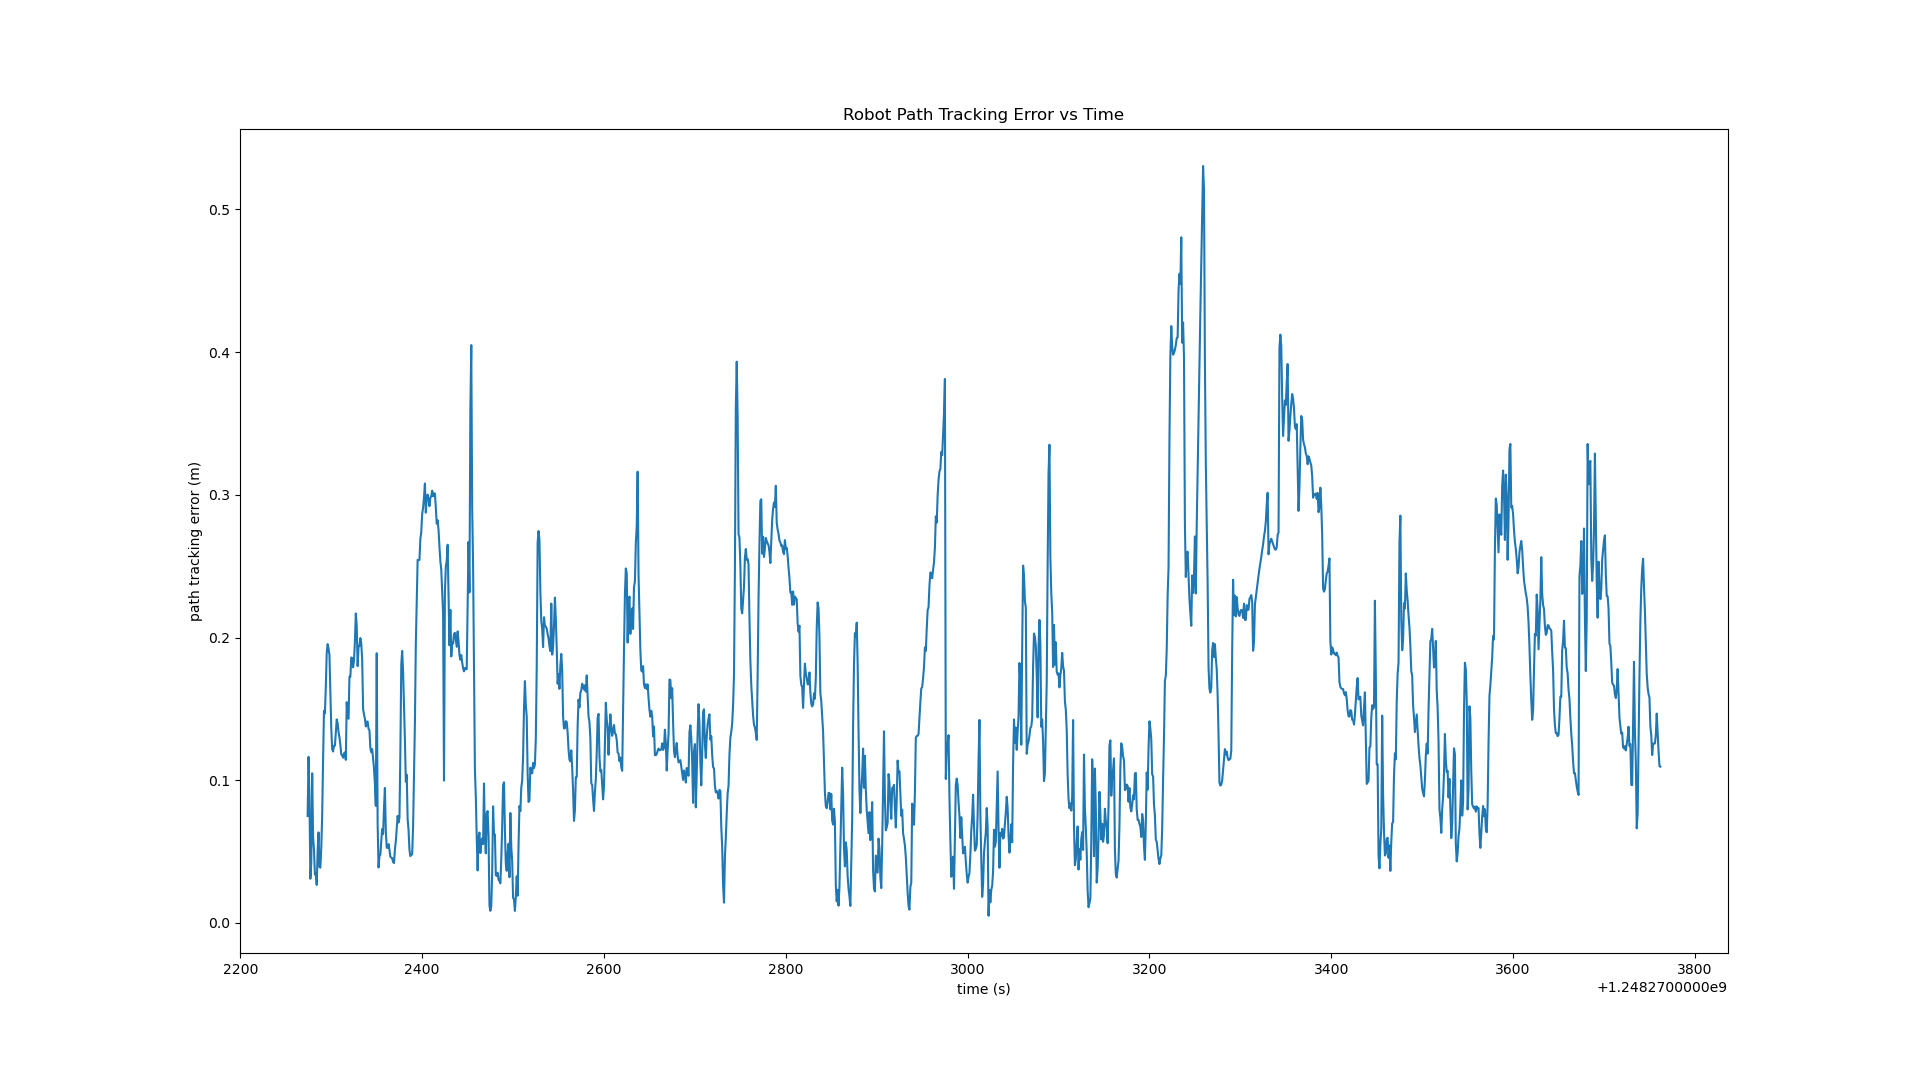 Robot Path Tracking Error vs Time
path tracking error (m)
0.5
0.4
0.3
0.2
0.1
0.0
2200 2400 2600 2800 3000 3200 3400 3600 3800
time (s)
+1.2482700000e9